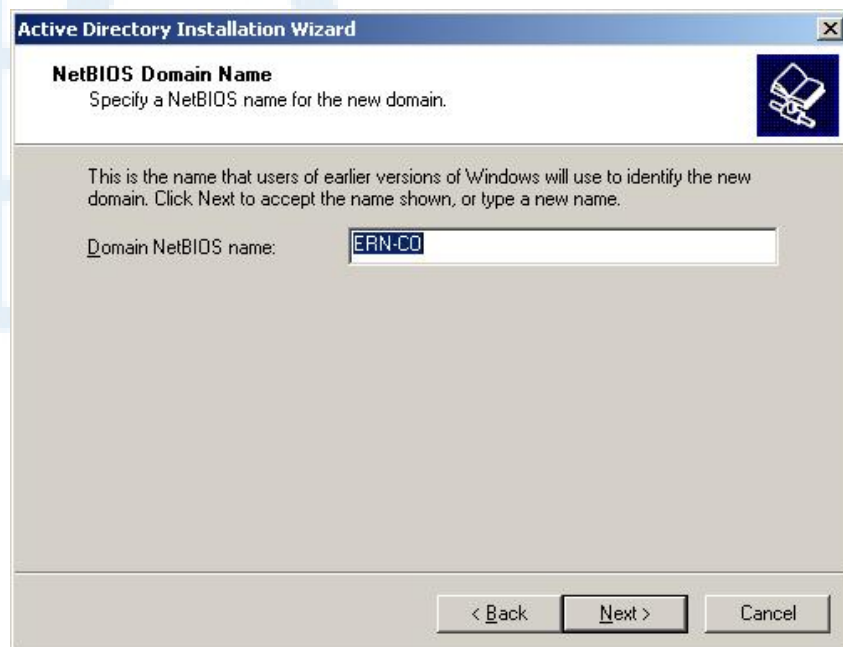 Active Directory Installation Wizard
NetBIOS Domain Name
Specify a NetBIOS name for the new domain.
This is the name that users of earlier versions of Windows will use to identify the new
domain. Click Next to accept the name shown, or type a new name.
Domain NetBIOS name: ERN-CO
< Back Next > Cancel